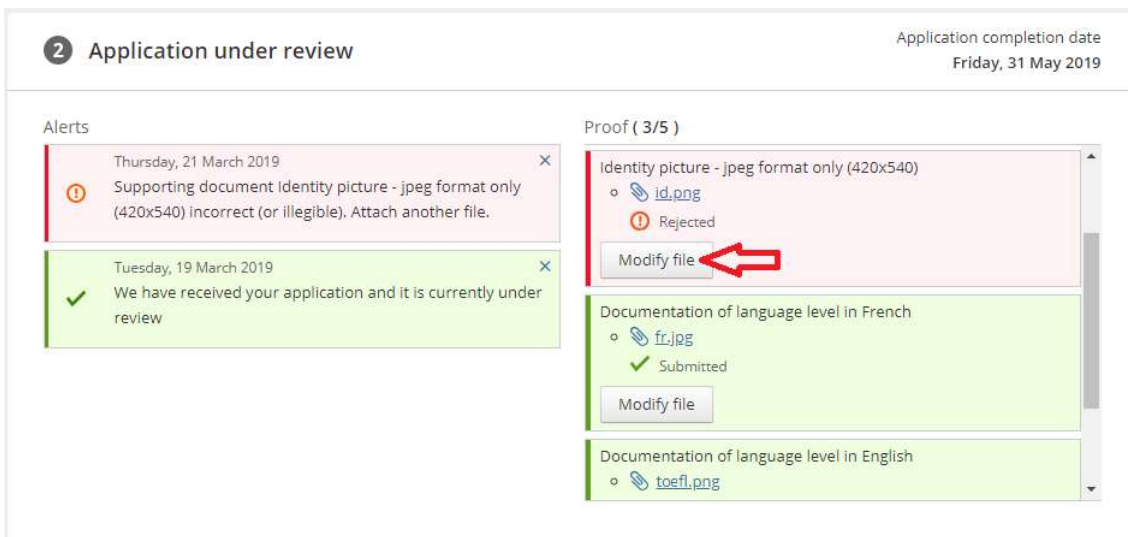 2 Application under review
Application completion date
Friday, 31 May 2019
Alerts
Thursday, 21 March 2019
Supporting document Identity picture - jpeg format only
(420x540) incorrect (or illegible). Attach another file.
Tuesday, 19 March 2019
We have received your application and it is currently under
review
Proof ( 3/5 )
Identity picture - jpeg format only (420x540)
id.png
Rejected
Modify file
Documentation of language level in French
fr.jpg
Submitted
Modify file
Documentation of language level in English
toefl.png